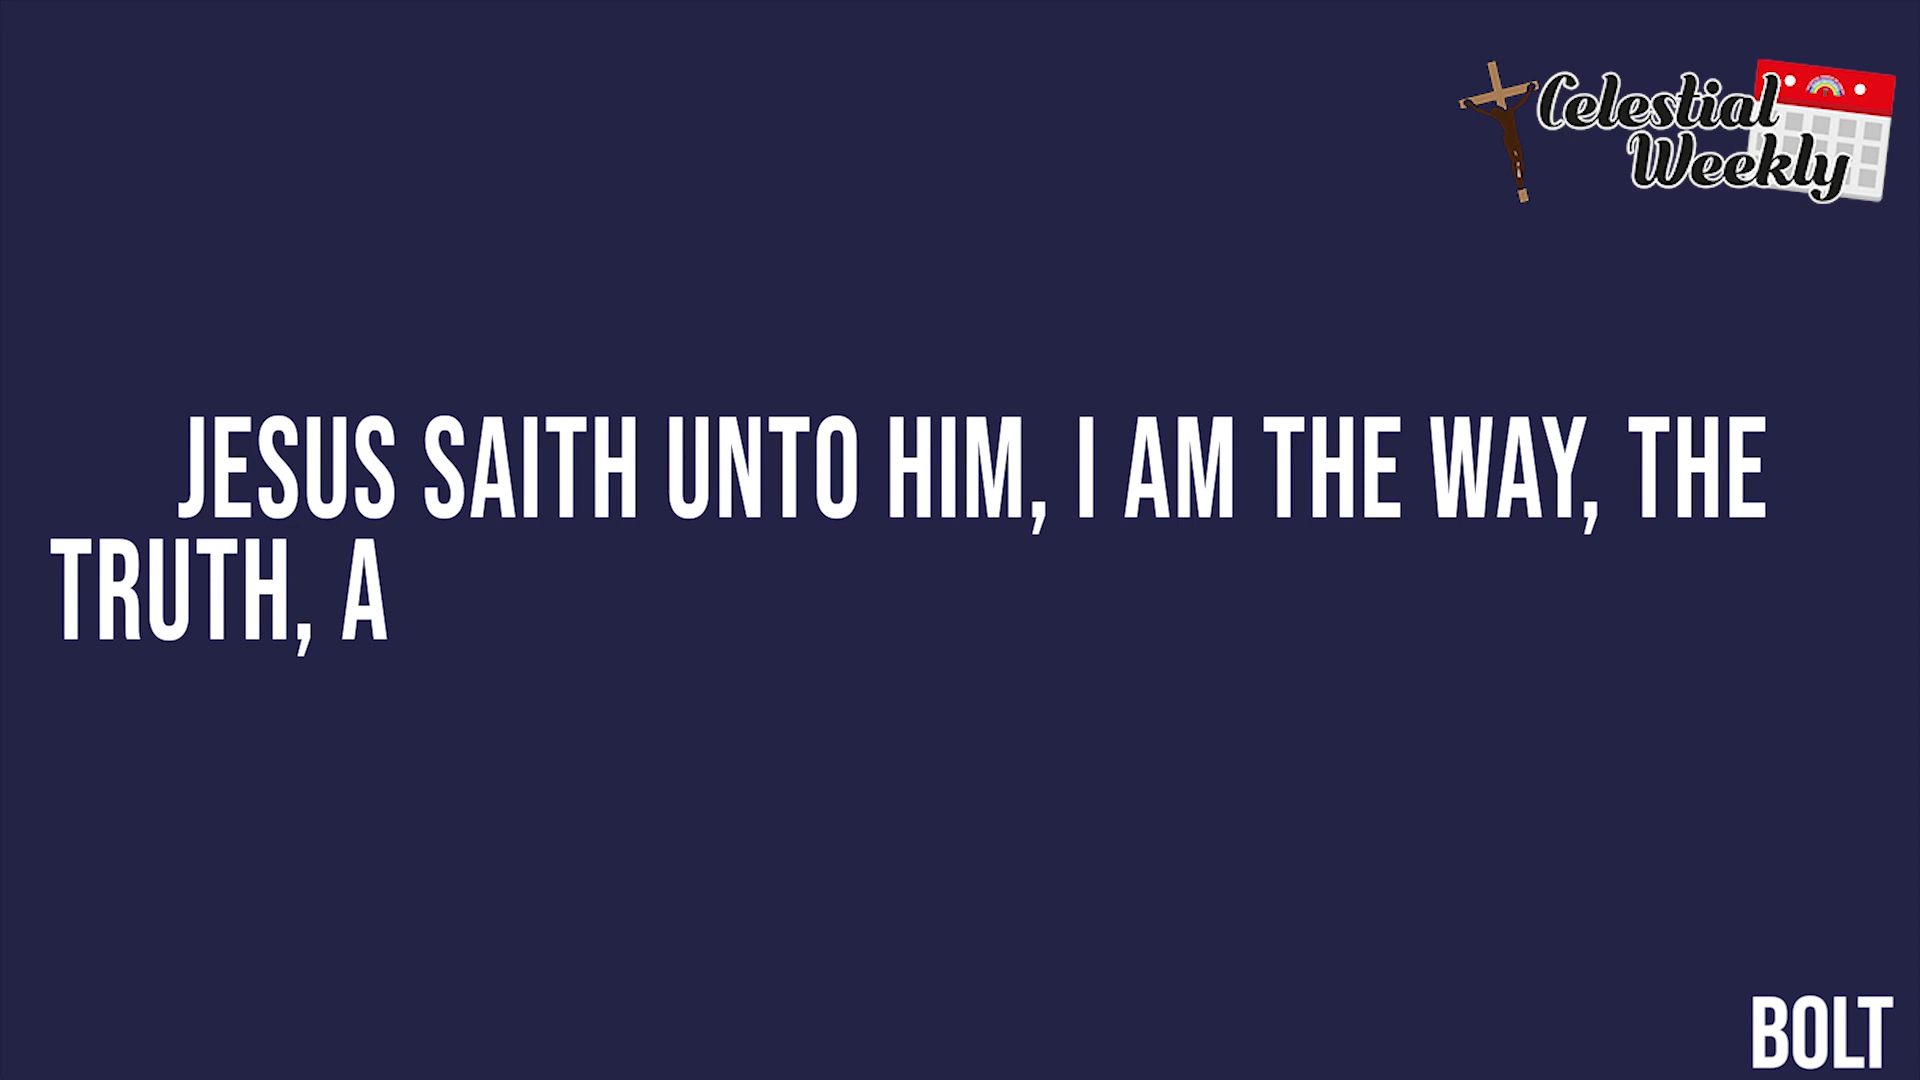 Celestial
Weekly
JESUS SAITH UNTO HIM, I AM THE WAY, THE
TRUTH, A
BOLT